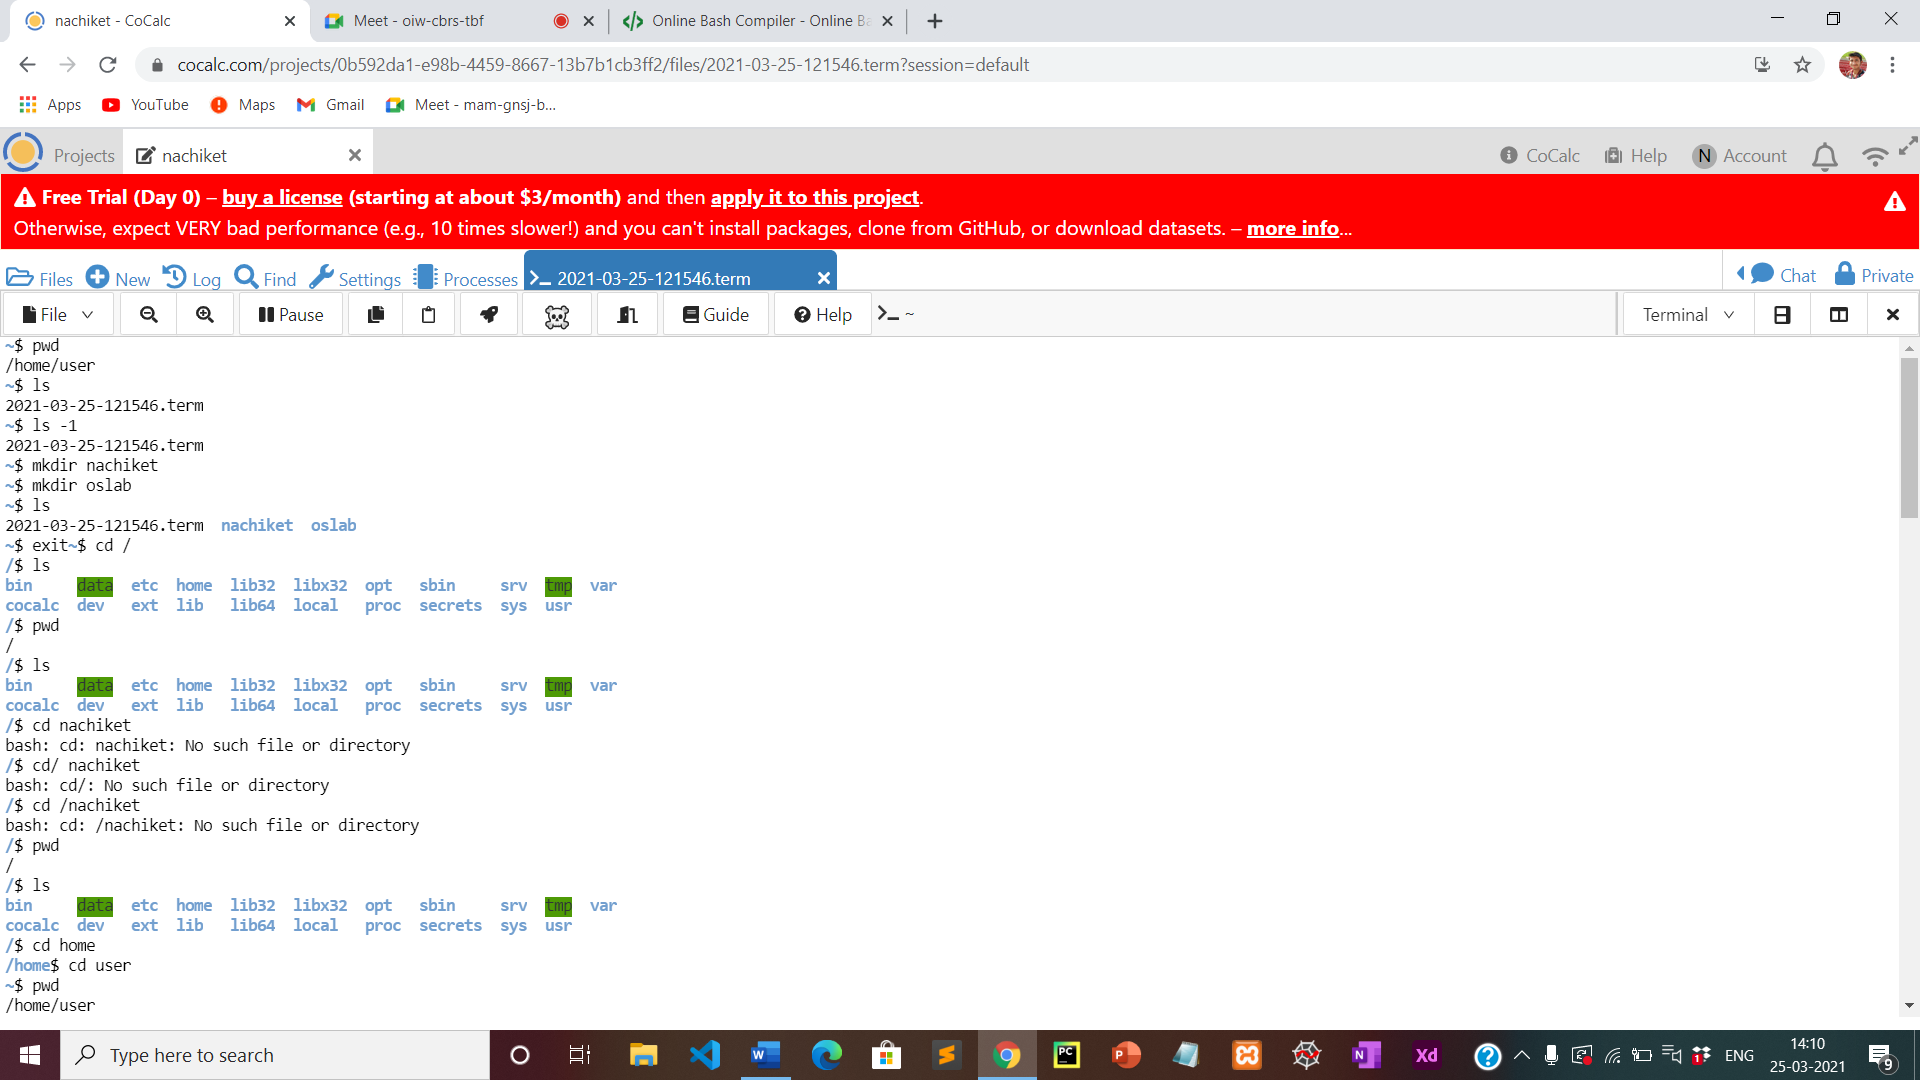 nachiket - CoCalc
Meet - oiw-cbrs-tbf
Online Bash Compiler - Online Ba
cocalc.com/projects/0b592da1-e98b-4459-8667-13b7b1cb3ff2/files/2021-03-25-121546.term?session=default
Apps YouTube Maps Gmail Meet - mam-gnsj-b...
Projects nachiket CoCalc Help N Account
Free Trial (Day 0) – buy a license (starting at about $3/month) and then apply it to this project.
Otherwise, expect VERY bad performance (e.g., 10 times slower!) and you can't install packages, clone from GitHub, or download datasets. – more info...
Files New Log Find Settings Processes 2021-03-25-121546.term Chat Private
File Pause Guide Help >_ ~ Terminal
~$ pwd
/home/user
~$ ls
2021-03-25-121546.term
~$ ls -1
2021-03-25-121546.term
~$ mkdir nachiket
~$ mkdir oslab
~$ ls
2021-03-25-121546.term nachiket oslab
~$ exit~$ cd /
/$ ls
bin data etc home lib32 libx32 opt sbin srv tmp var
cocalc dev ext lib lib64 local proc secrets sys usr
/$ pwd
/
/$ ls
bin data etc home lib32 libx32 opt sbin srv tmp var
cocalc dev ext lib lib64 local proc secrets sys usr
/$ cd nachiket
bash: cd: nachiket: No such file or directory
/$ cd/ nachiket
bash: cd/: No such file or directory
/$ cd /nachiket
bash: cd: /nachiket: No such file or directory
/$ pwd
/
/$ ls
bin data etc home lib32 libx32 opt sbin srv tmp var
cocalc dev ext lib lib64 local proc secrets sys usr
/$ cd home
/home$ cd user
~$ pwd
/home/user
Type here to search
PC
Xd
1
ENG
14:10
25-03-2021
9